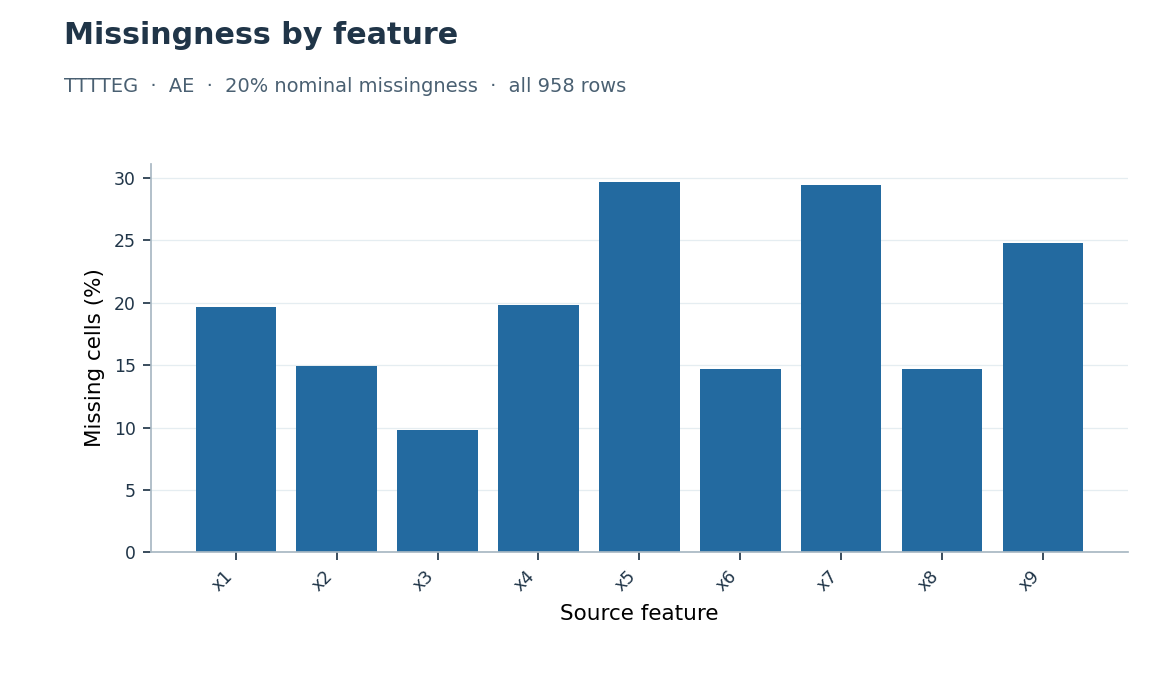 Missingness by feature
TTTTEG · AE · 20% nominal missingness · all 958 rows
30
25
20
15
10
5
0
Missing cells (%)
x1 x2 x3 x4 x5 x6 x7 x8 x9
Source feature